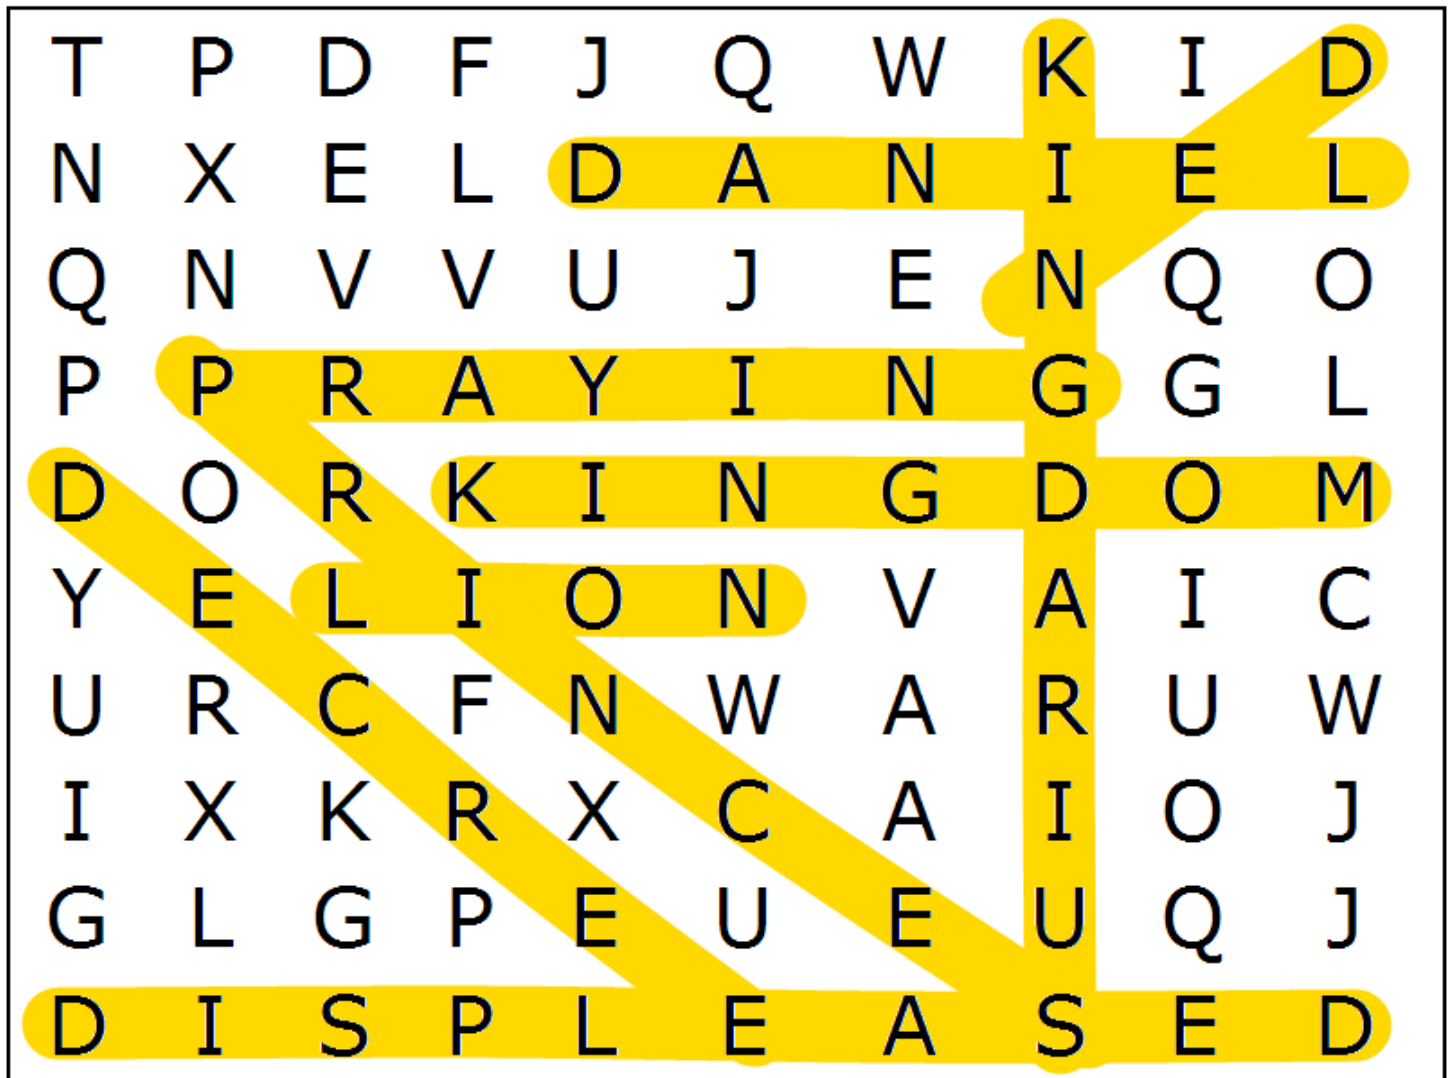 T P D F J Q W K I D
N X E L D A N I E L
Q N V V U J E N Q O
P P R A Y I N G G L
D O R K I N G D O M
Y E L I O N V A I C
U R C F N W A R U W
I X K R X C A I O J
G L G P E U E U Q J
D I S P L E A S E D